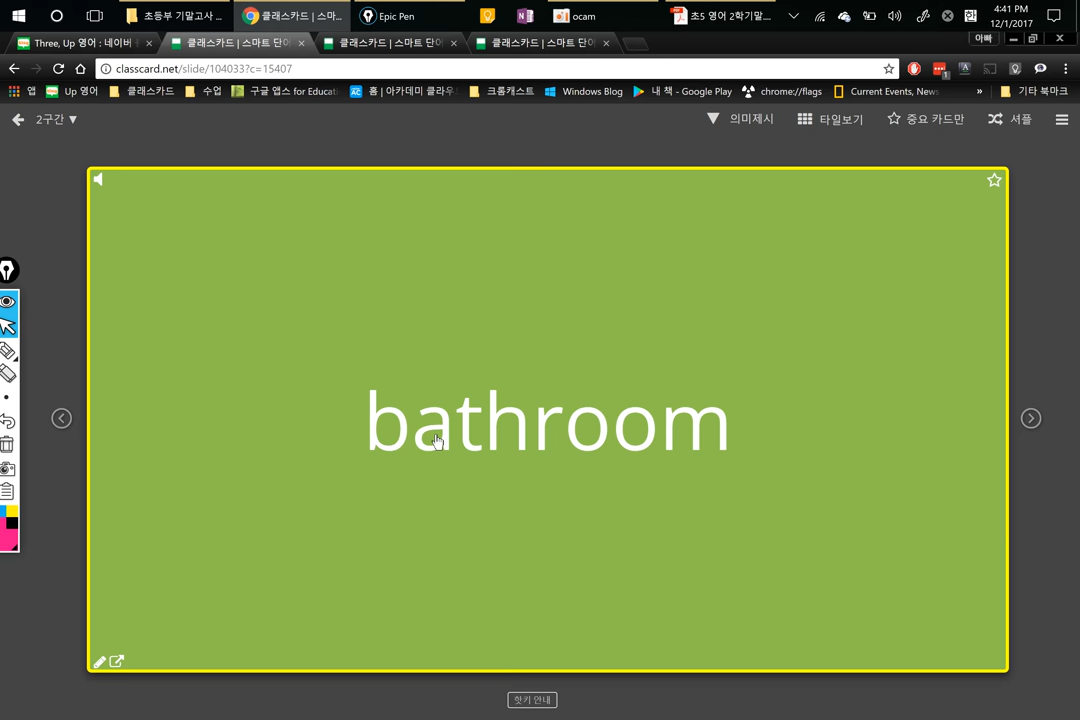 초등부 기말고사 ...
클래스카드 | 스마...
Epic Pen
ocam
초5 영어 2학기말...
한
4:41 PM
12/1/2017
Three, Up 영어 : 네이버
클래스카드 | 스마트 단어
클래스카드 | 스마트 단어
클래스카드 | 스마트 단어
아빠
classcard.net/slide/104033?c=15407
앱
Up 영어
클래스카드
수업
구글 앱스 for Educati
홈 | 아카데미 클라우
크롬캐스트
Windows Blog
내 책 - Google Play
chrome://flags
Current Events, News
»
기타 북마크
2구간 ▼
의미제시
타일보기
중요 카드만
셔플
bathroom
핫키 안내